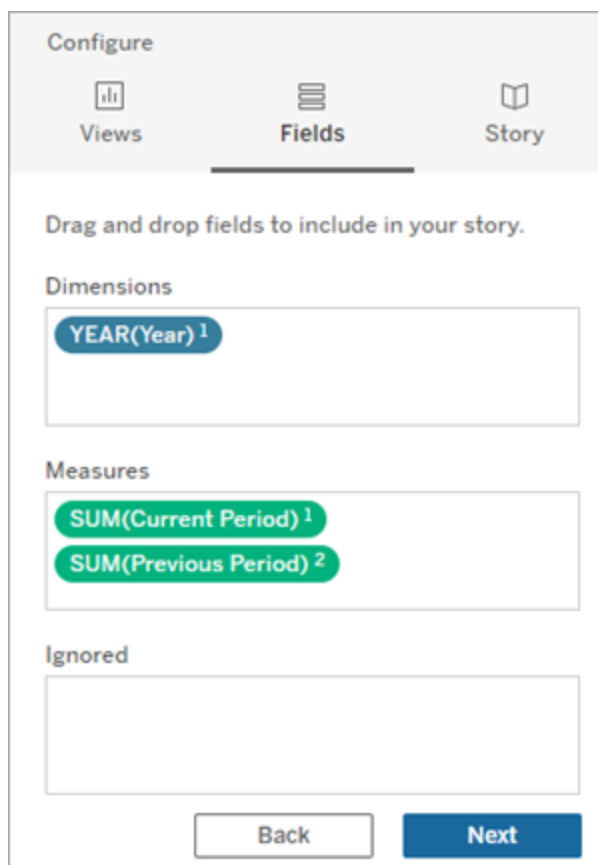 Configure
Views Fields Story
Drag and drop fields to include in your story.
Dimensions
YEAR(Year) 1
Measures
SUM(Current Period) 1
SUM(Previous Period) 2
Ignored
Back Next